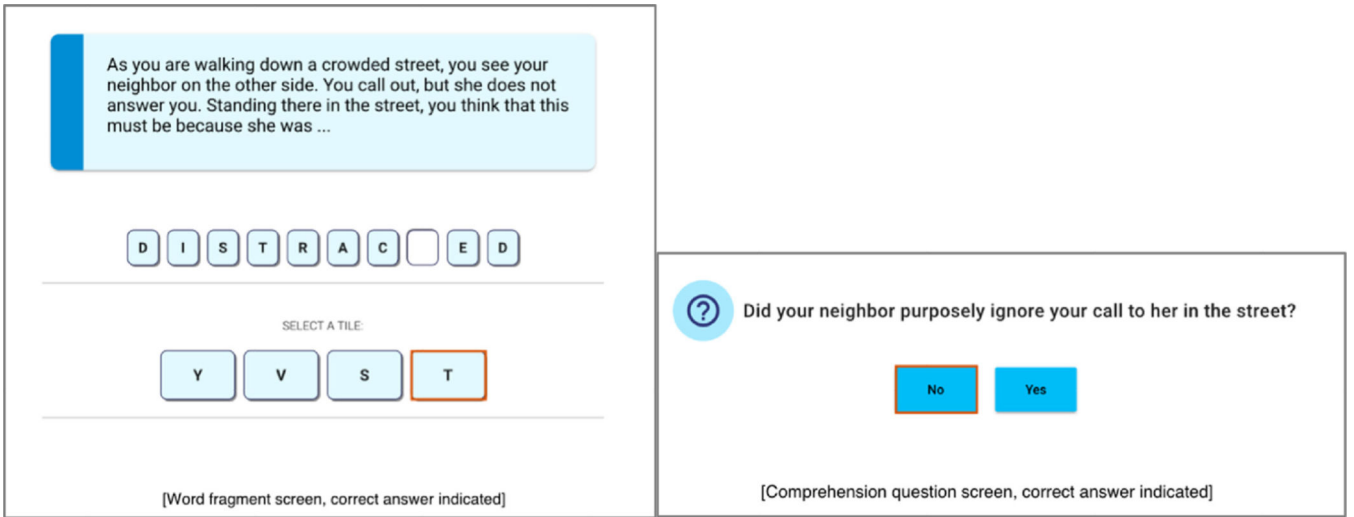 As you are walking down a crowded street, you see your
neighbor on the other side. You call out, but she does not
answer you. Standing there in the street, you think that this
must be because she was ...
D I S T R A C E D
SELECT A TILE:
Y V S T
[Word fragment screen, correct answer indicated]
? Did your neighbor purposely ignore your call to her in the street?
No Yes
[Comprehension question screen, correct answer indicated]